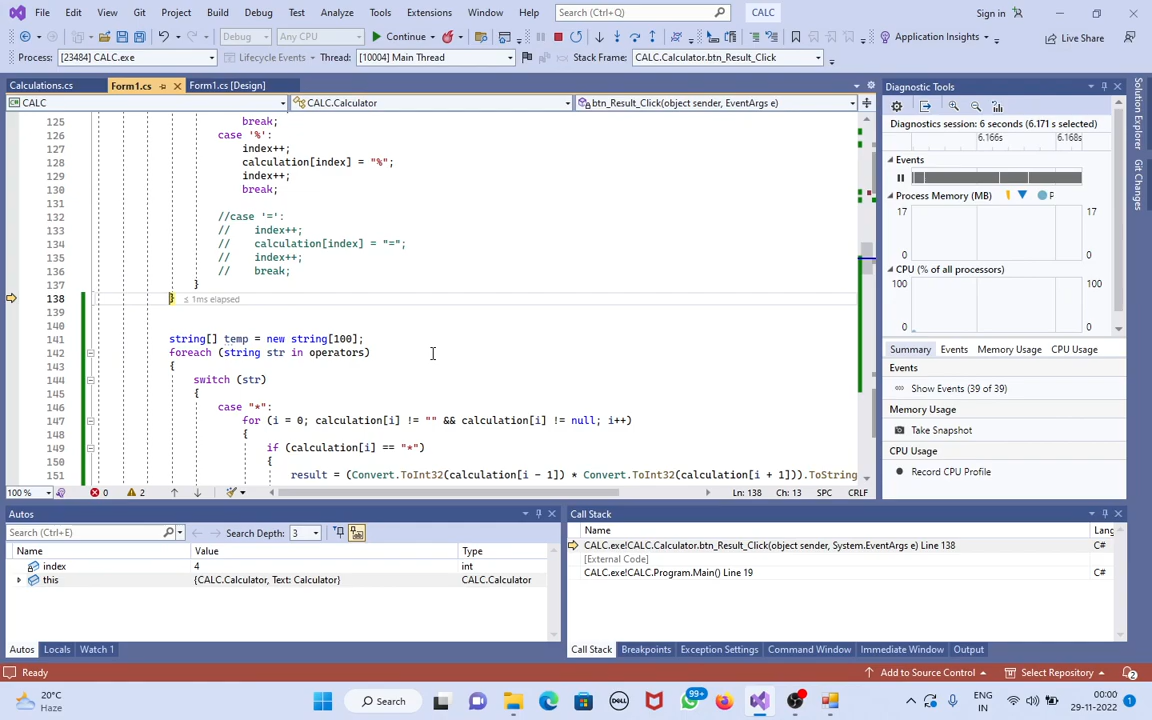 File Edit View Git Project Build Debug Test Analyze Tools Extensions Window Help Search (Ctrl+Q) CALC Sign in
Debug Any CPU Continue Application Insights Live Share
Process: [23484] CALC.exe Lifecycle Events Thread: [10004] Main Thread Stack Frame: CALC.Calculator.btn_Result_Click
Calculations.cs Form1.cs Form1.cs [Design]
CALC CALC.Calculator btn_Result_Click(object sender, EventArgs e)
125 break;
126 case '%':
127 index++;
128 calculation[index] = "%";
129 index++;
130 break;
131
132 //case '=':
133 // index++;
134 // calculation[index] = "=";
135 // index++;
136 // break;
137 }
138 } ≤ 1ms elapsed
139
140
141 string[] temp = new string[100];
142 foreach (string str in operators)
143 {
144 switch (str)
145 {
146 case "*":
147 for (i = 0; calculation[i] != "" && calculation[i] != null; i++)
148 {
149 if (calculation[i] == "*")
150 {
151 result = (Convert.ToInt32(calculation[i - 1]) * Convert.ToInt32(calculation[i + 1])).ToString
100 % 0 2 Ln: 138 Ch: 13 SPC CRLF
Diagnostic Tools
Diagnostics session: 6 seconds (6.171 s selected)
6.166s 6.168s
Events
Process Memory (MB) P
17 17
0 0
CPU (% of all processors)
100 100
0 0
Summary Events Memory Usage CPU Usage
Events
Show Events (39 of 39)
Memory Usage
Take Snapshot
CPU Usage
Record CPU Profile
Solution Explorer
Git Changes
Autos
Search (Ctrl+E) Search Depth: 3
Name Value Type
index 4 int
this {CALC.Calculator, Text: Calculator} CALC.Calculator
Autos Locals Watch 1
Call Stack
Name Lang
CALC.exe!CALC.Calculator.btn_Result_Click(object sender, System.EventArgs e) Line 138 C#
[External Code]
CALC.exe!CALC.Program.Main() Line 19 C#
Call Stack Breakpoints Exception Settings Command Window Immediate Window Output
Ready Add to Source Control Select Repository 2
20°C
Haze
Search
DELL
99+
ENG
IN
00:00
29-11-2022
1